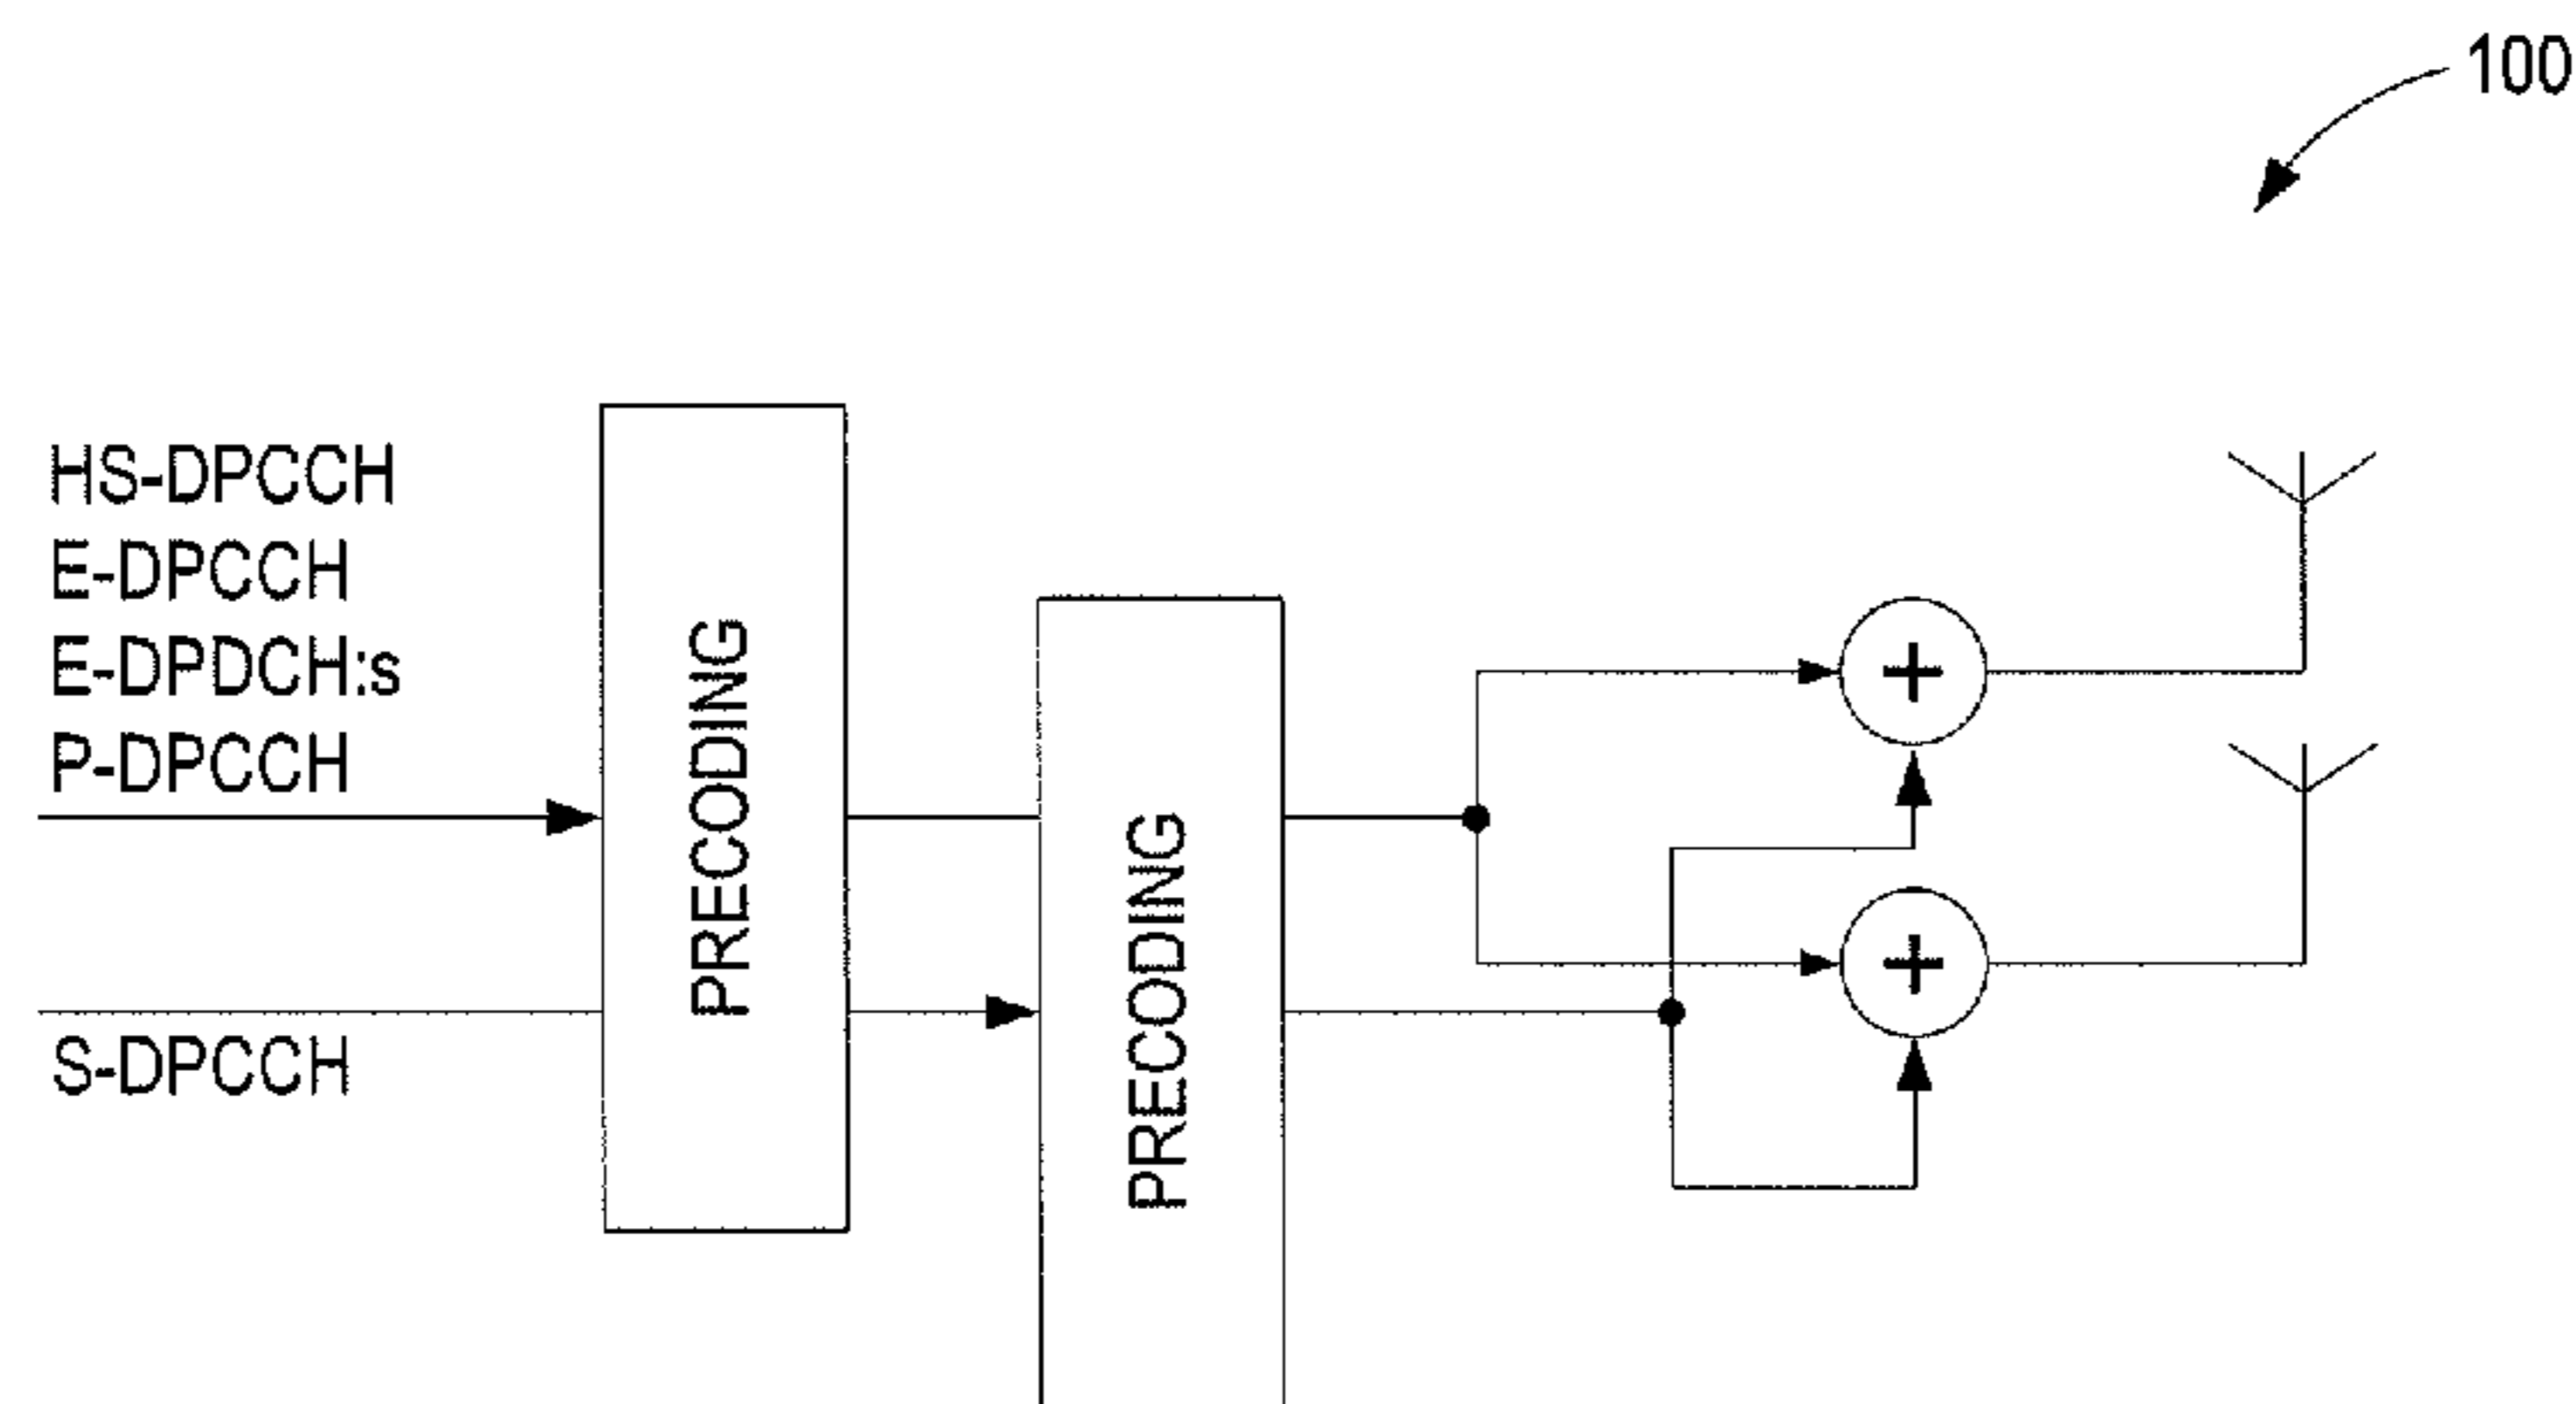 100
HS-DPCCH
E-DPCCH
E-DPDCH:s
P-DPCCH
S-DPCCH
PRECODING
PRECODING
+
+